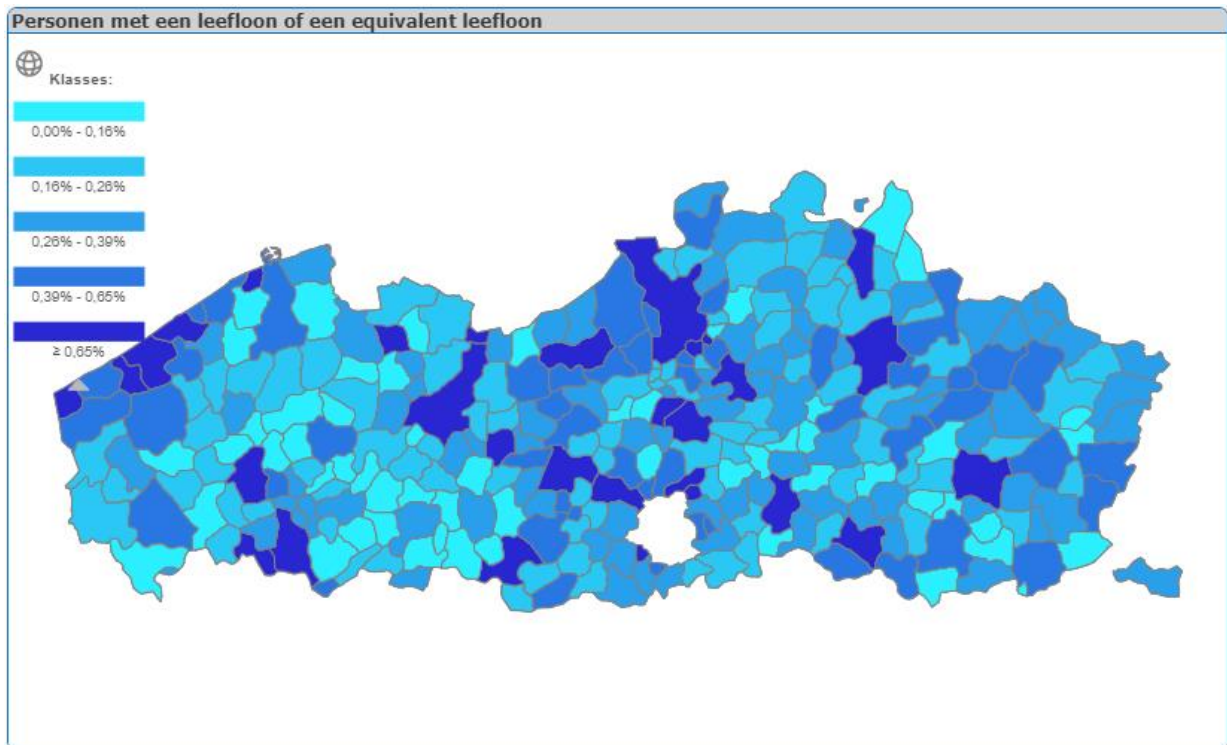 Personen met een leefloon of een equivalent leefloon
Klasses:
0,00% - 0,16%
0,16% - 0,26%
0,26% - 0,39%
0,39% - 0,65%
≥ 0,65%